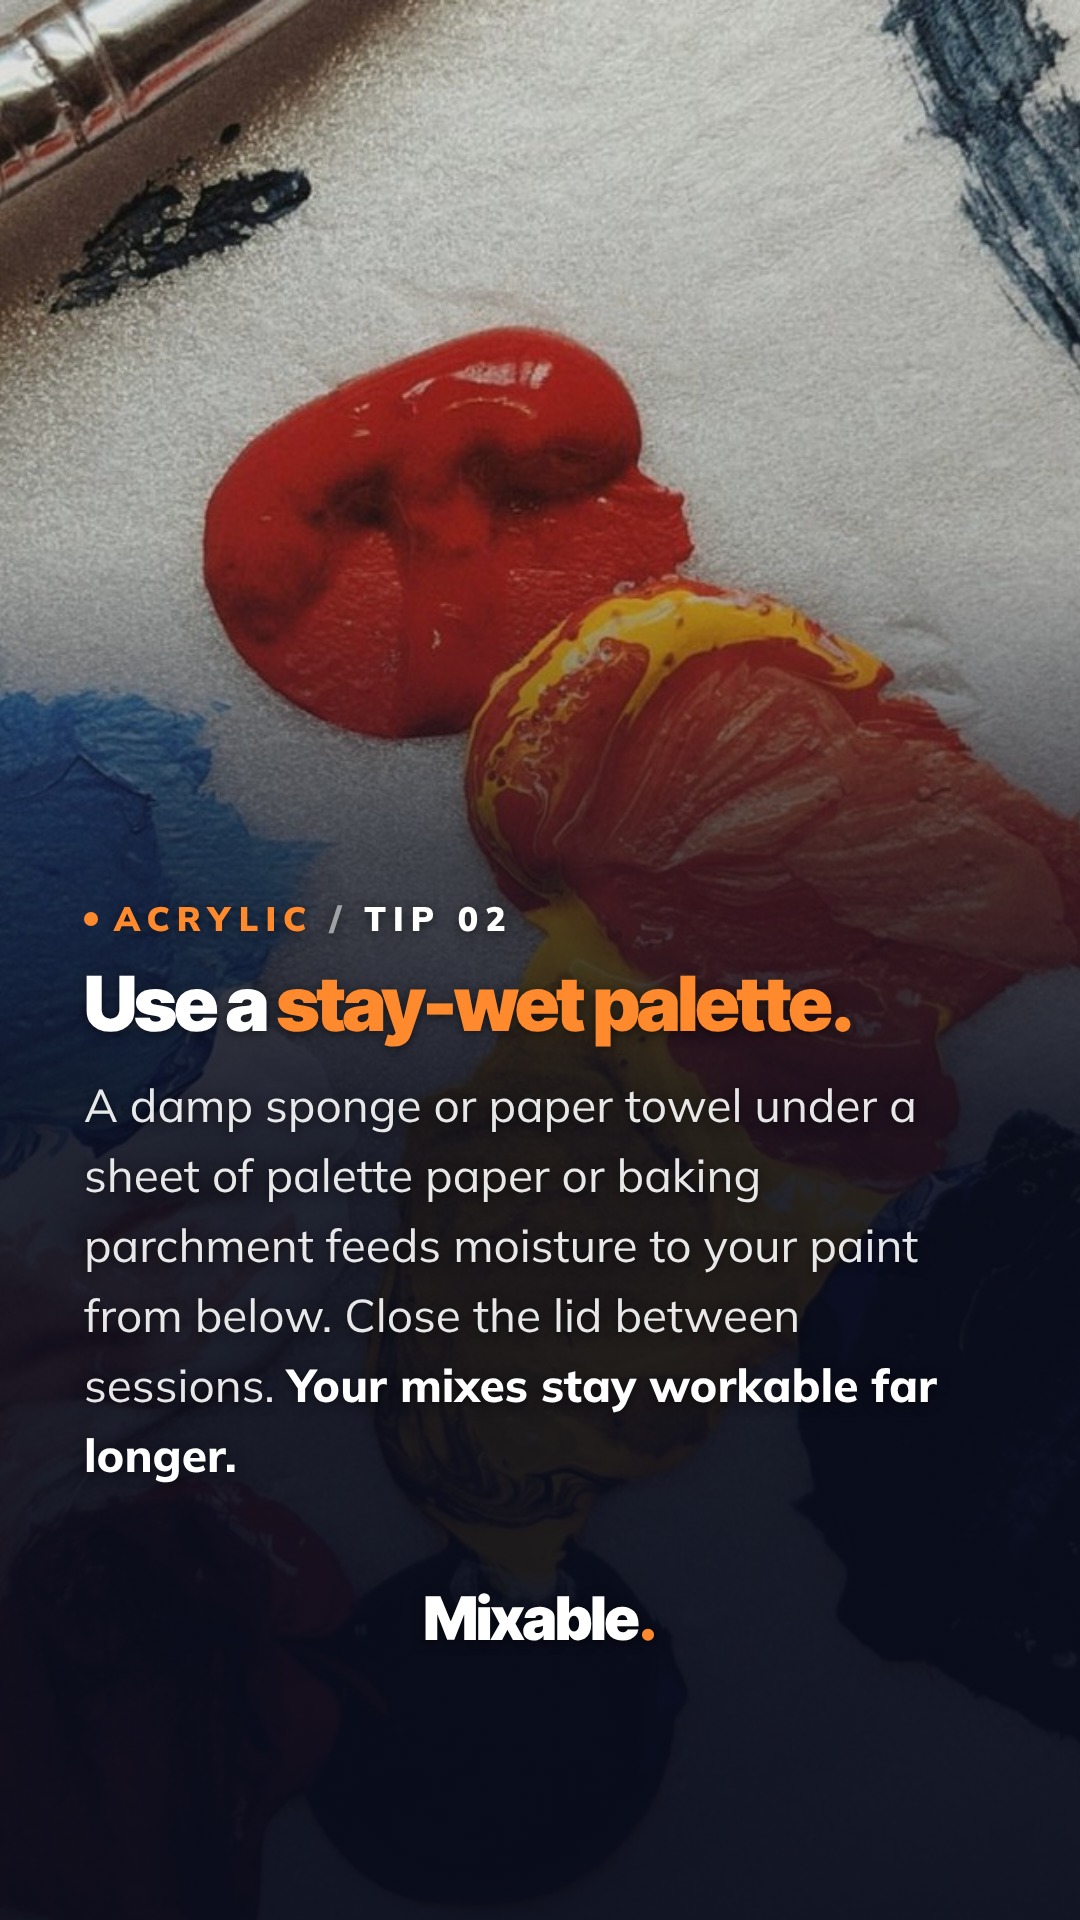 • ACRYLIC / TIP 02
Use a stay-wet palette.
A damp sponge or paper towel under a
sheet of palette paper or baking
parchment feeds moisture to your paint
from below. Close the lid between
sessions. Your mixes stay workable far
longer.
Mixable.